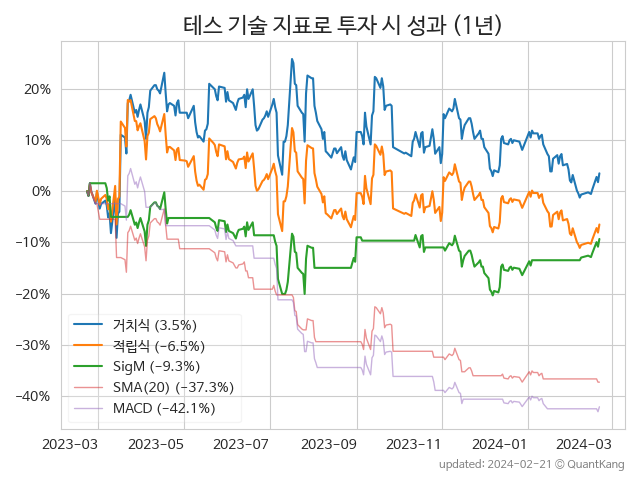 테스 기술 지표로 투자 시 성과 (1년)
20%
10%
0%
−10%
−20%
−30%
−40%
거치식 (3.5%)
적립식 (−6.5%)
SigM (−9.3%)
SMA(20) (−37.3%)
MACD (−42.1%)
2023-03 2023-05 2023-07 2023-09 2023-11 2024-01 2024-03
updated: 2024-02-21 © QuantKang